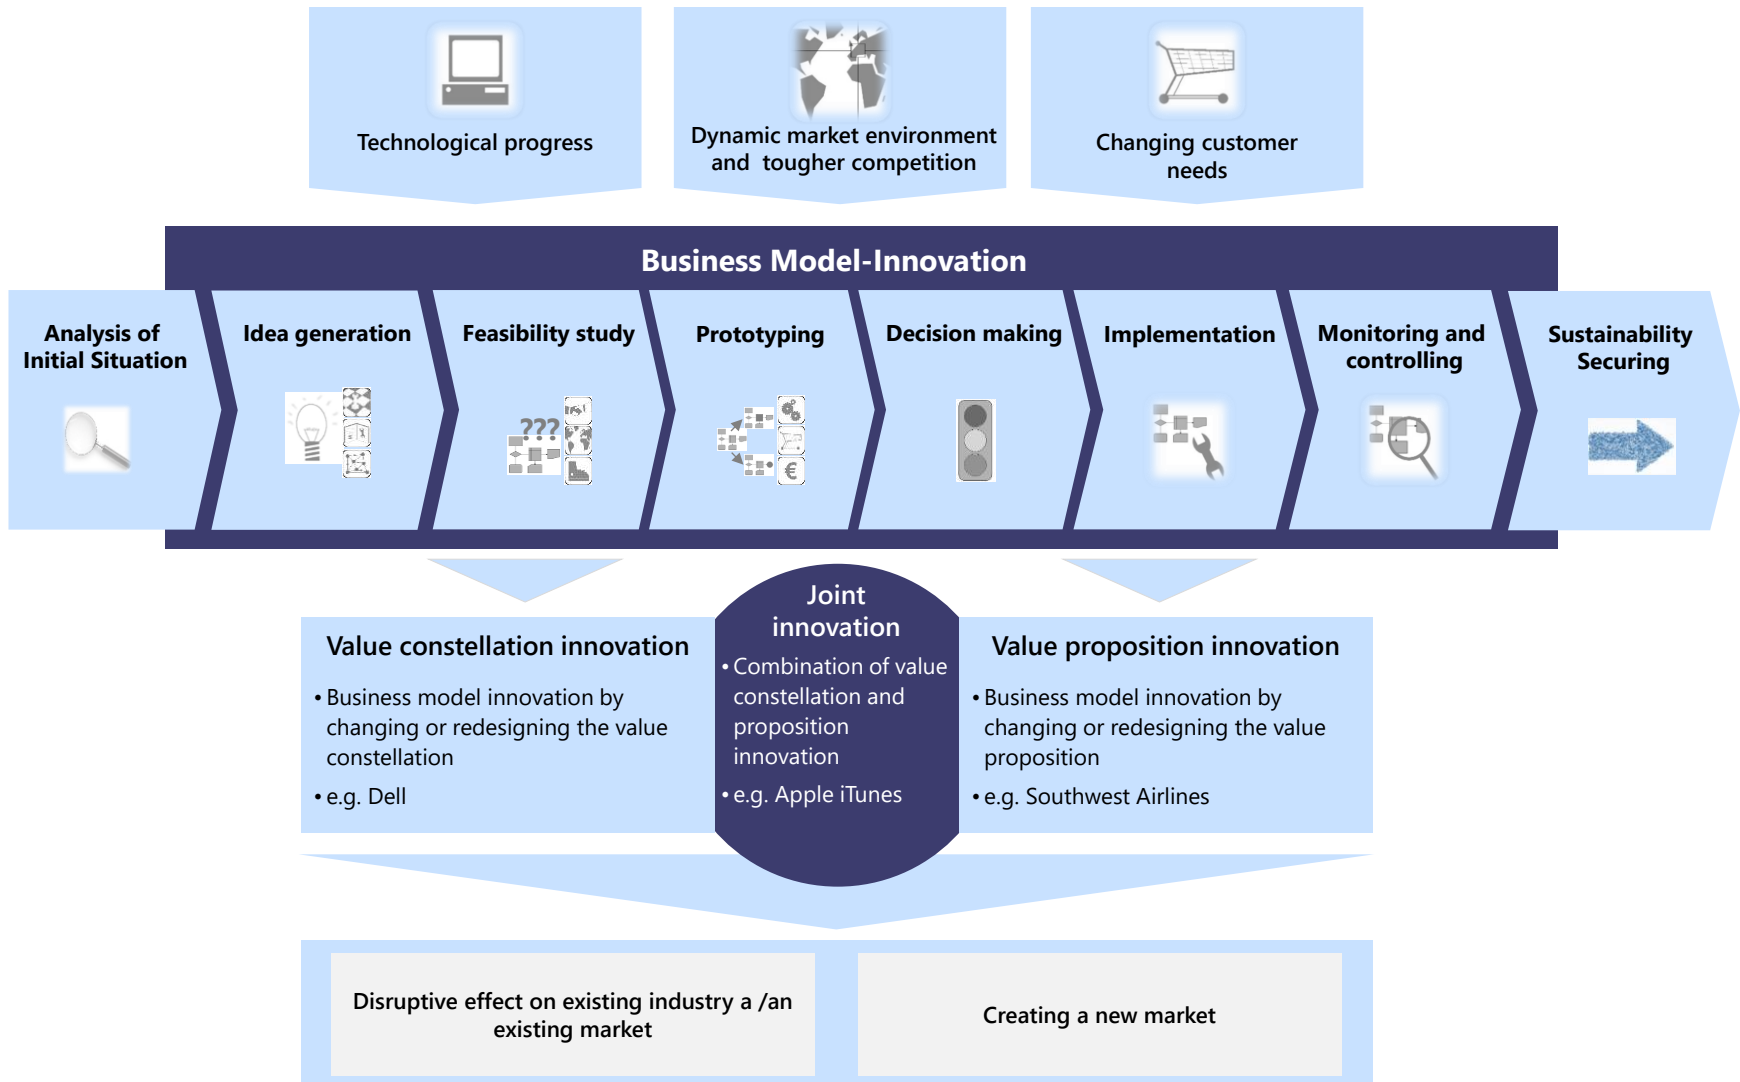 Technological progress
Dynamic market environment
and tougher competition
Changing customer
needs
Business Model-Innovation
Analysis of
Initial Situation
Idea generation
Feasibility study
???
Prototyping
€
Decision making
Implementation
Monitoring and
controlling
Sustainability
Securing
Value constellation innovation
• Business model innovation by
changing or redesigning the value
constellation
• e.g. Dell
Joint
innovation
• Combination of value
constellation and
proposition
innovation
• e.g. Apple iTunes
Value proposition innovation
• Business model innovation by
changing or redesigning the value
proposition
• e.g. Southwest Airlines
Disruptive effect on existing industry a /an
existing market
Creating a new market